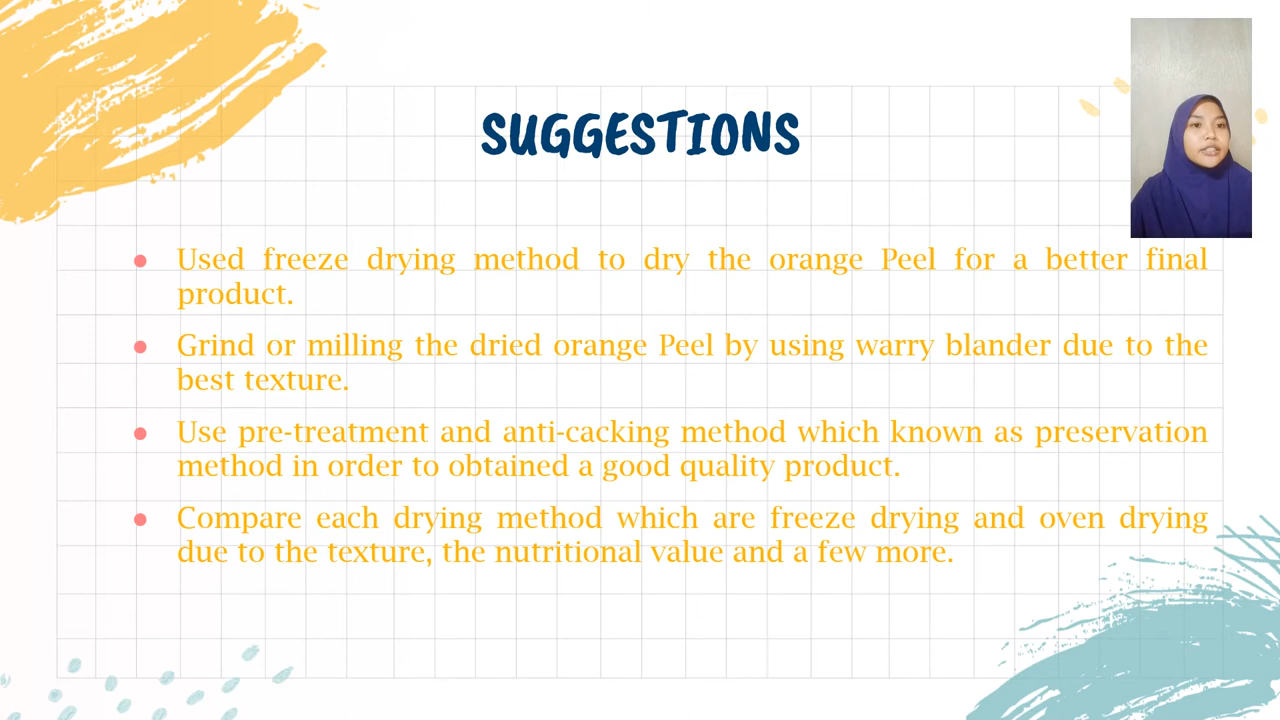 SUGGESTIONS
Used freeze drying method to dry the orange Peel for a better final
product.
Grind or milling the dried orange Peel by using warry blander due to the
best texture.
Use pre-treatment and anti-cacking method which known as preservation
method in order to obtained a good quality product.
Compare each drying method which are freeze drying and oven drying
due to the texture, the nutritional value and a few more.